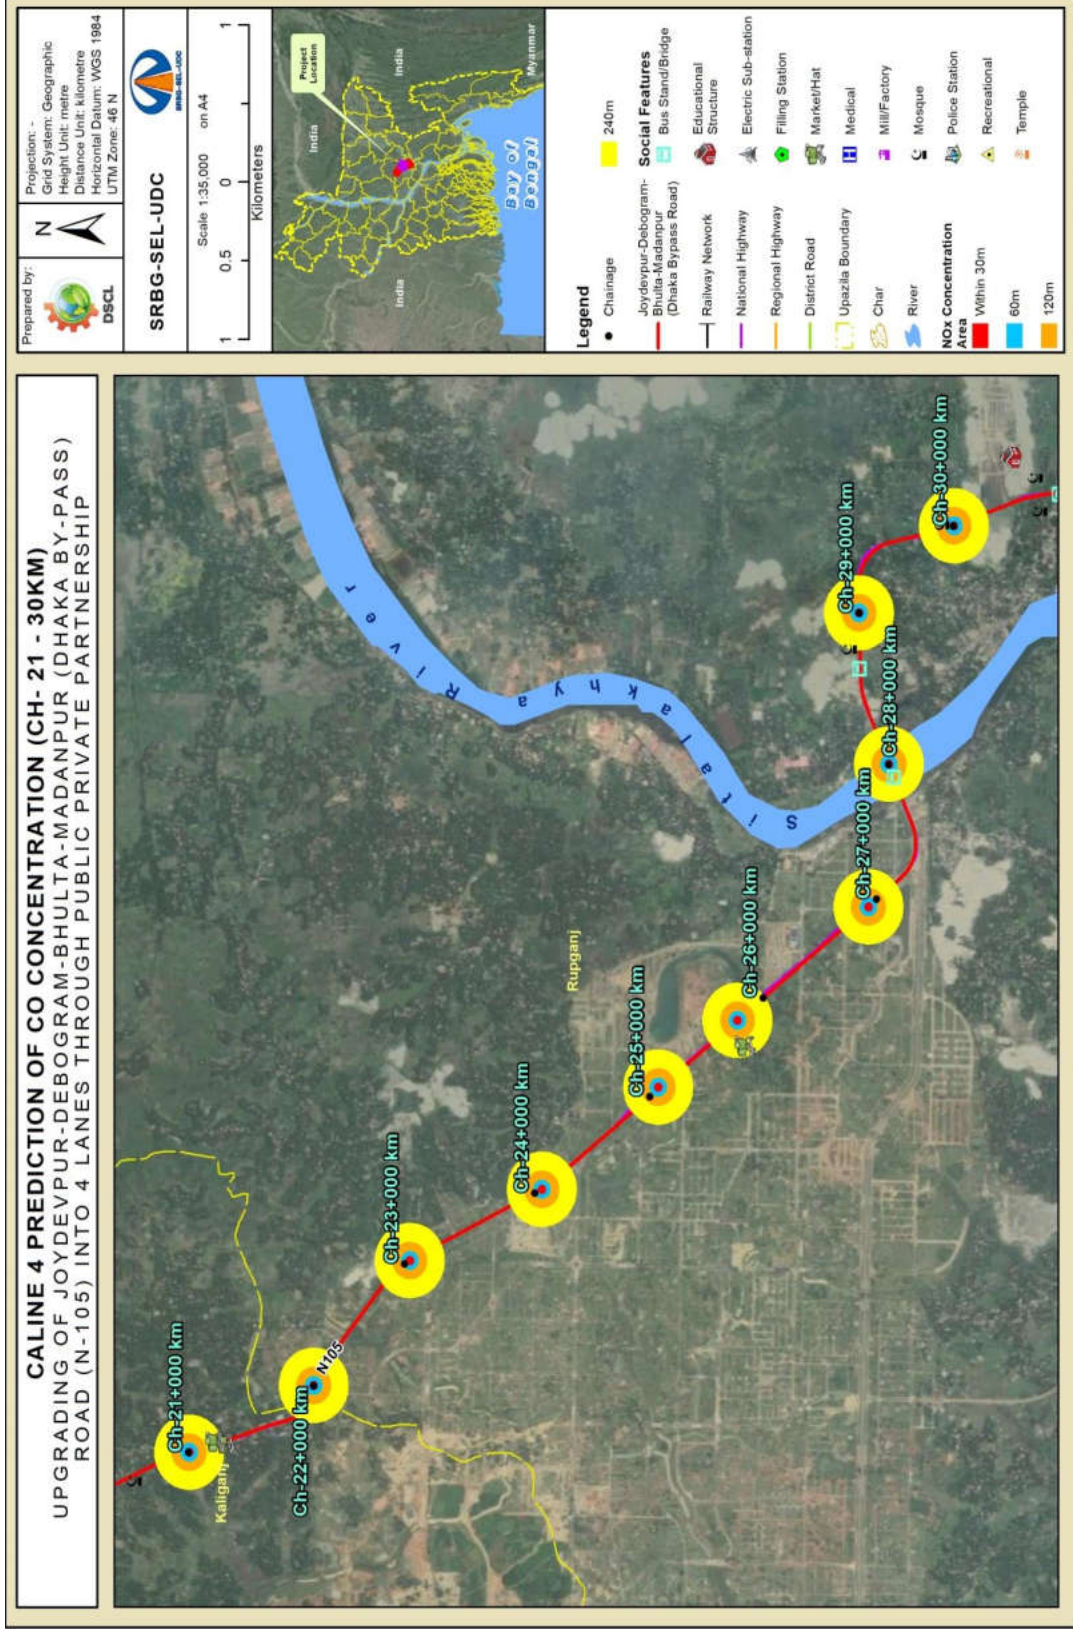 CALINE 4 PREDICTION OF CO CONCENTRATION (CH- 21 - 30KM)
UPGRADING OF JOYDEVPUR-DEBOGRAM-BHULTA-MADANPUR (DHAKA BY-PASS)
ROAD (N-105) INTO 4 LANES THROUGH PUBLIC PRIVATE PARTNERSHIP
Ch-21+000 km
Kaliganj
Ch-22+000 km
N105
Ch-23+000 km
Ch-24+000 km
Ch-25+000 km
Rupganj
Ch-26+000 km
Ch-27+000 km
Ch-28+000 km
Ch-29+000 km
Ch-30+000 km
Sitalakhya River
Prepared by:
DSCL
N
Projection: -
Grid System: Geographic
Height Unit: metre
Distance Unit: kilometre
Horizontal Datum: WGS 1984
UTM Zone: 46 N
SRBG-SEL-UDC
SRBG-SEL-UDC
Scale 1:35,000 on A4
1 0.5 0 1
Kilometers
Project
Location
India
India
India
Myanmar
Bay of
Bengal
Legend
Chainage
Joydevpur-Debogram-
Bhulta-Madanpur
(Dhaka Bypass Road)
Railway Network
National Highway
Regional Highway
District Road
Upazila Boundary
Char
River
NOx Concentration
Area
Within 30m
60m
120m
240m
Social Features
Bus Stand/Bridge
Educational
Structure
Electric Sub-station
Filling Station
Market/Hat
Medical
Mill/Factory
Mosque
Police Station
Recreational
Temple